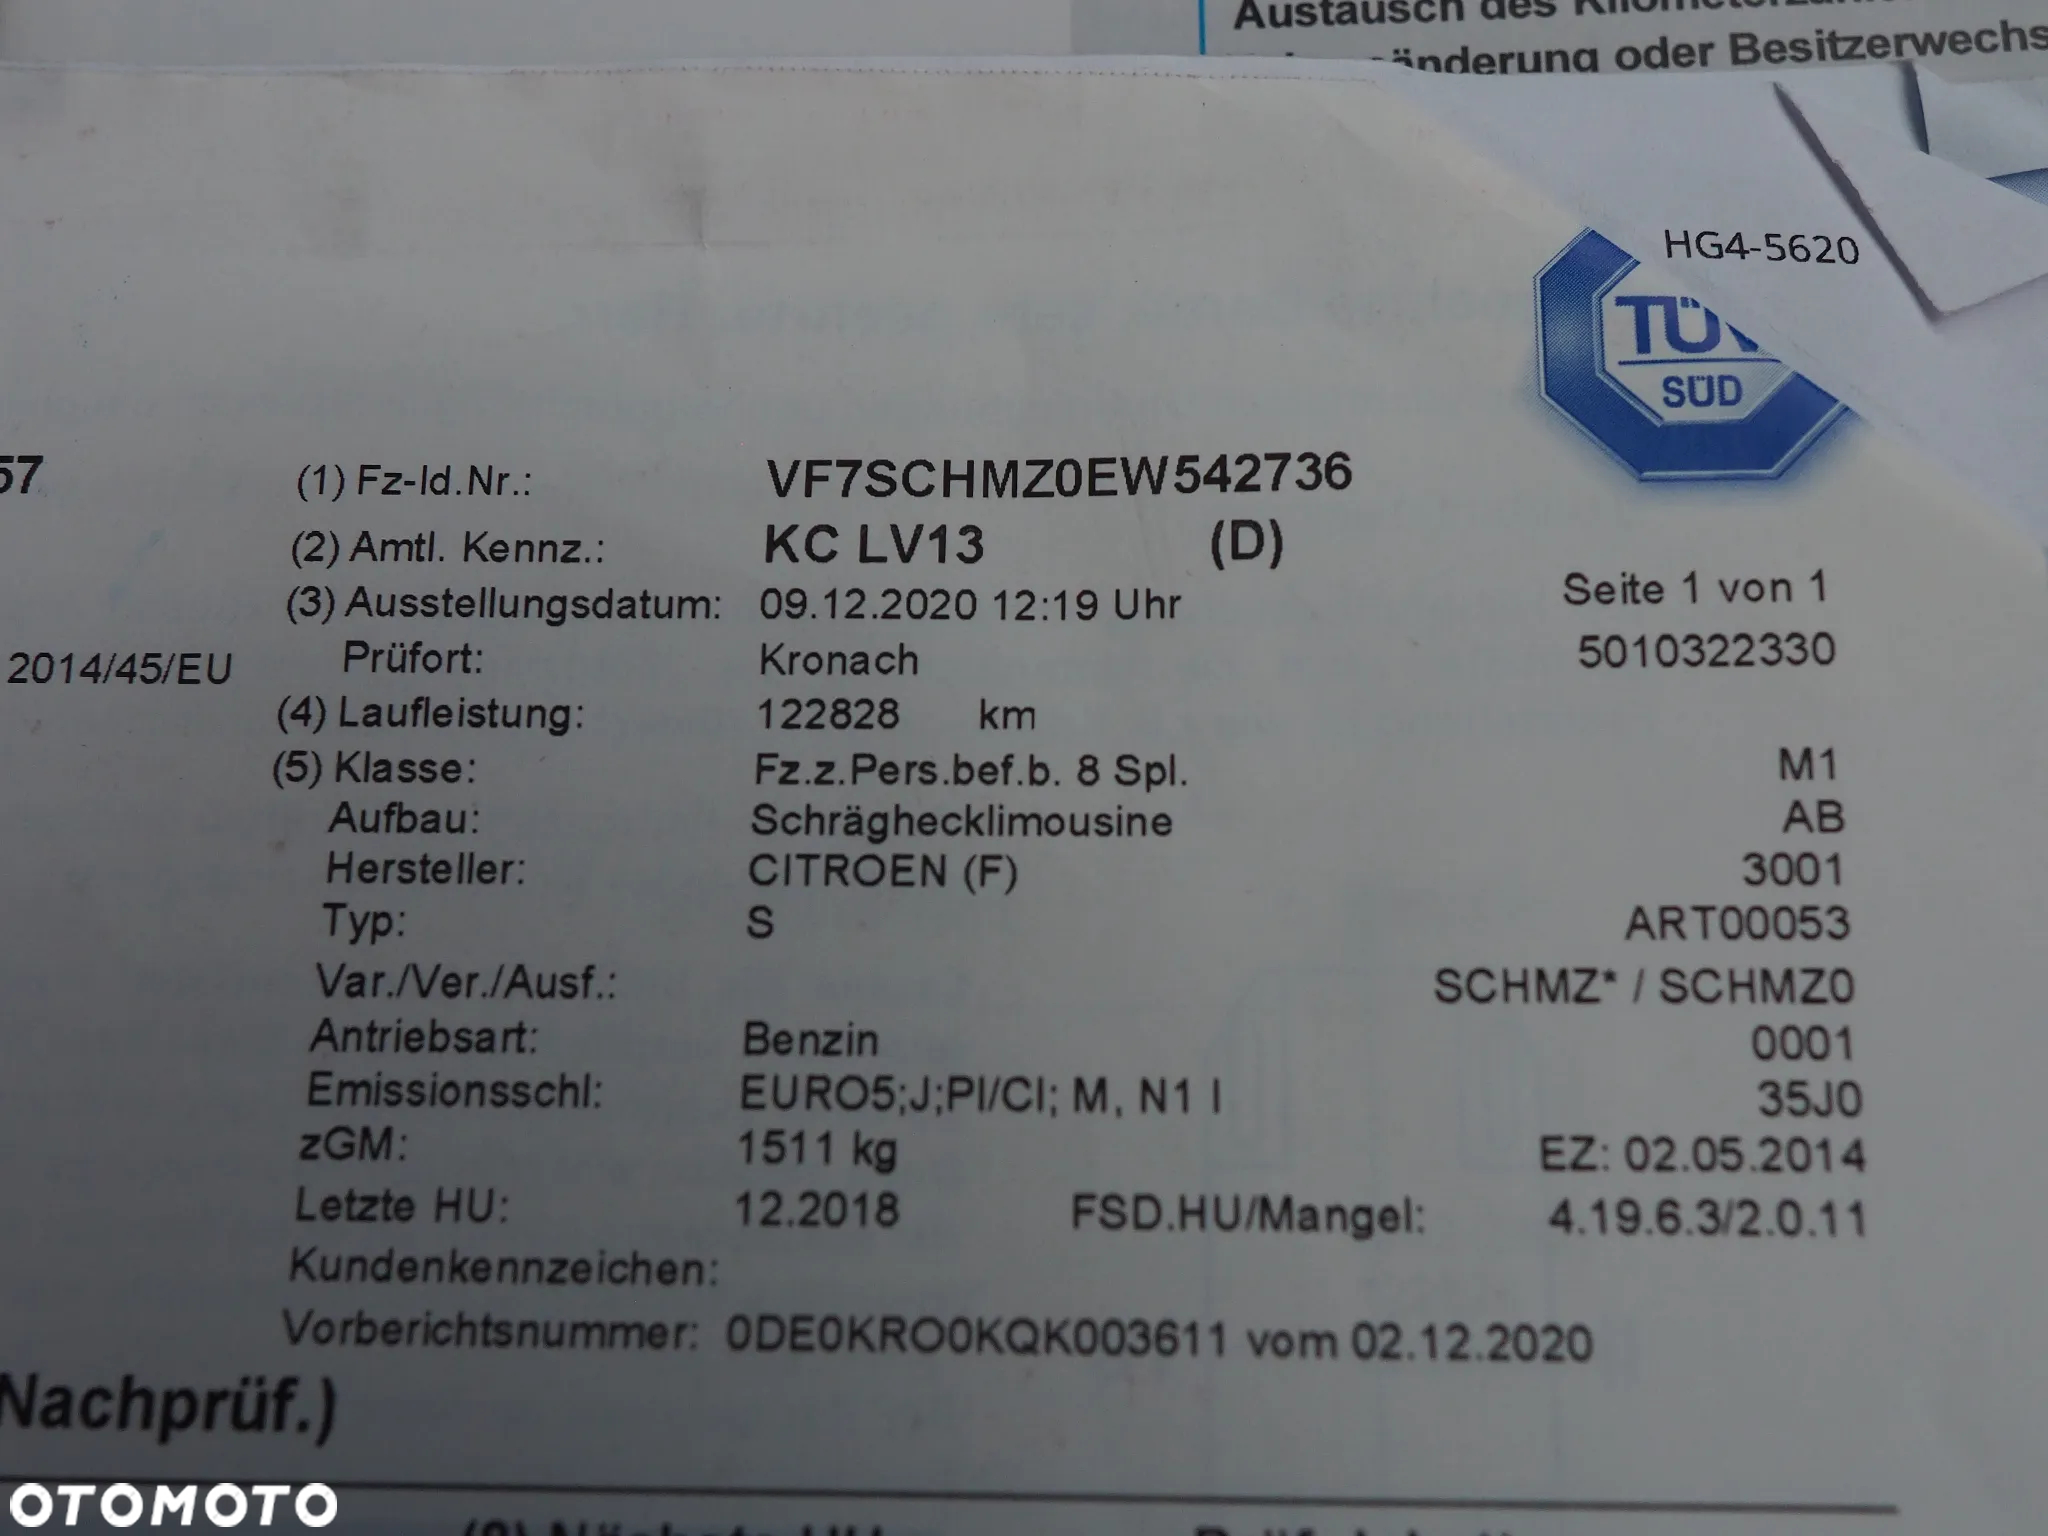 Austausch des
änderung oder Besitzerwechs
HG4-5620
TÜV
SÜD
57 (1) Fz-Id.Nr.: VF7SCHMZ0EW542736
(2) Amtl. Kennz.: KC LV13 (D)
(3) Ausstellungsdatum: 09.12.2020 12:19 Uhr Seite 1 von 1
2014/45/EU Prüfort: Kronach 5010322330
(4) Laufleistung: 122828 km
(5) Klasse: Fz.z.Pers.bef.b. 8 Spl. M1
Aufbau: Schräghecklimousine AB
Hersteller: CITROEN (F) 3001
Typ: S ART00053
Var./Ver./Ausf.: SCHMZ* / SCHMZ0
Antriebsart: Benzin 0001
Emissionsschl: EURO5;J;PI/CI; M, N1 I 35J0
zGM: 1511 kg EZ: 02.05.2014
Letzte HU: 12.2018 FSD.HU/Mangel: 4.19.6.3/2.0.11
Kundenkennzeichen:
Vorberichtsnummer: 0DE0KRO0KQK003611 vom 02.12.2020
Nachprüf.)
OTOMOTO